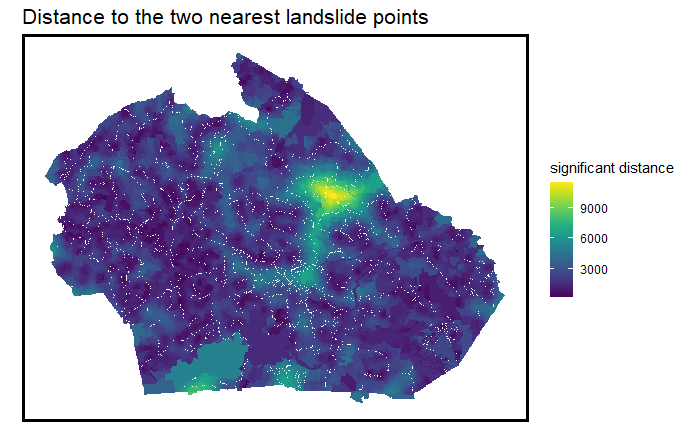 Distance to the two nearest landslide points
significant distance
9000
6000
3000